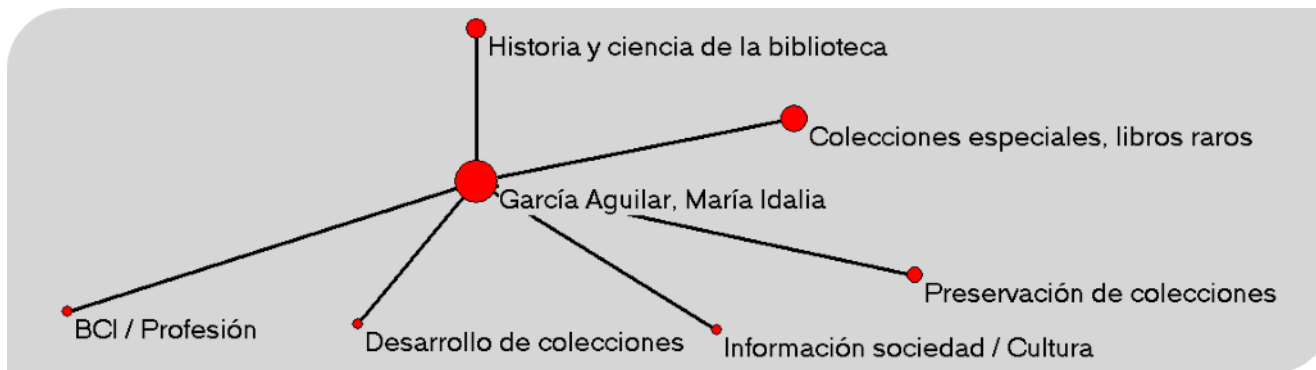 Historia y ciencia de la biblioteca
Colecciones especiales, libros raros
García Aguilar, María Idalia
Preservación de colecciones
BCI / Profesión
Desarrollo de colecciones
Información sociedad / Cultura